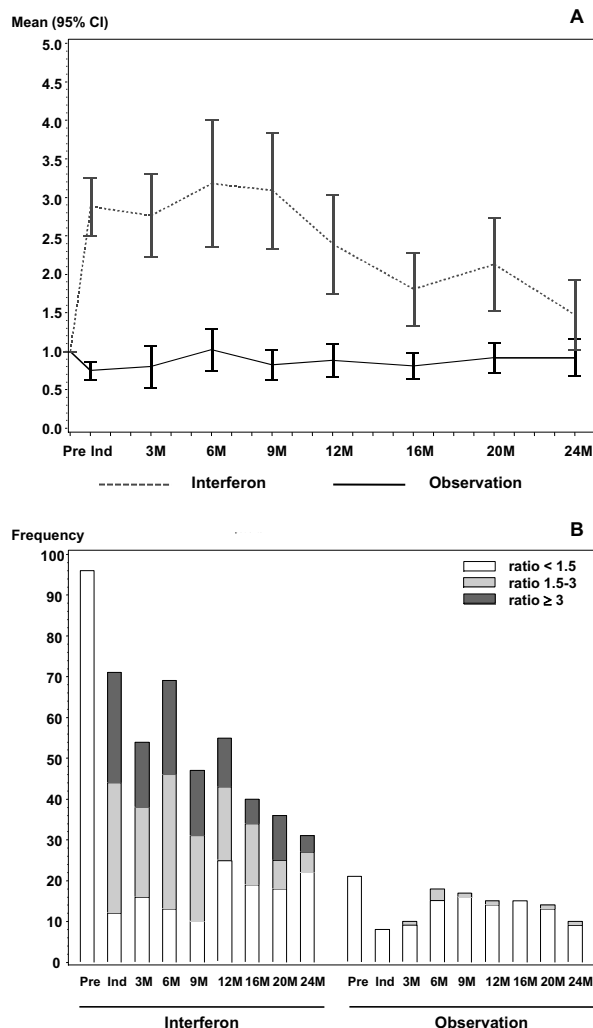 Mean (95% CI)
A
5.0
4.5
4.0
3.5
3.0
2.5
2.0
1.5
1.0
0.5
0.0
Pre Ind 3M 6M 9M 12M 16M 20M 24M
Interferon Observation
Frequency
B
100
90
80
70
60
50
40
30
20
10
0
ratio < 1.5
ratio 1.5-3
ratio ≥ 3
Pre Ind 3M 6M 9M 12M 16M 20M 24M Pre Ind 3M 6M 9M 12M 16M 20M 24M
Interferon Observation